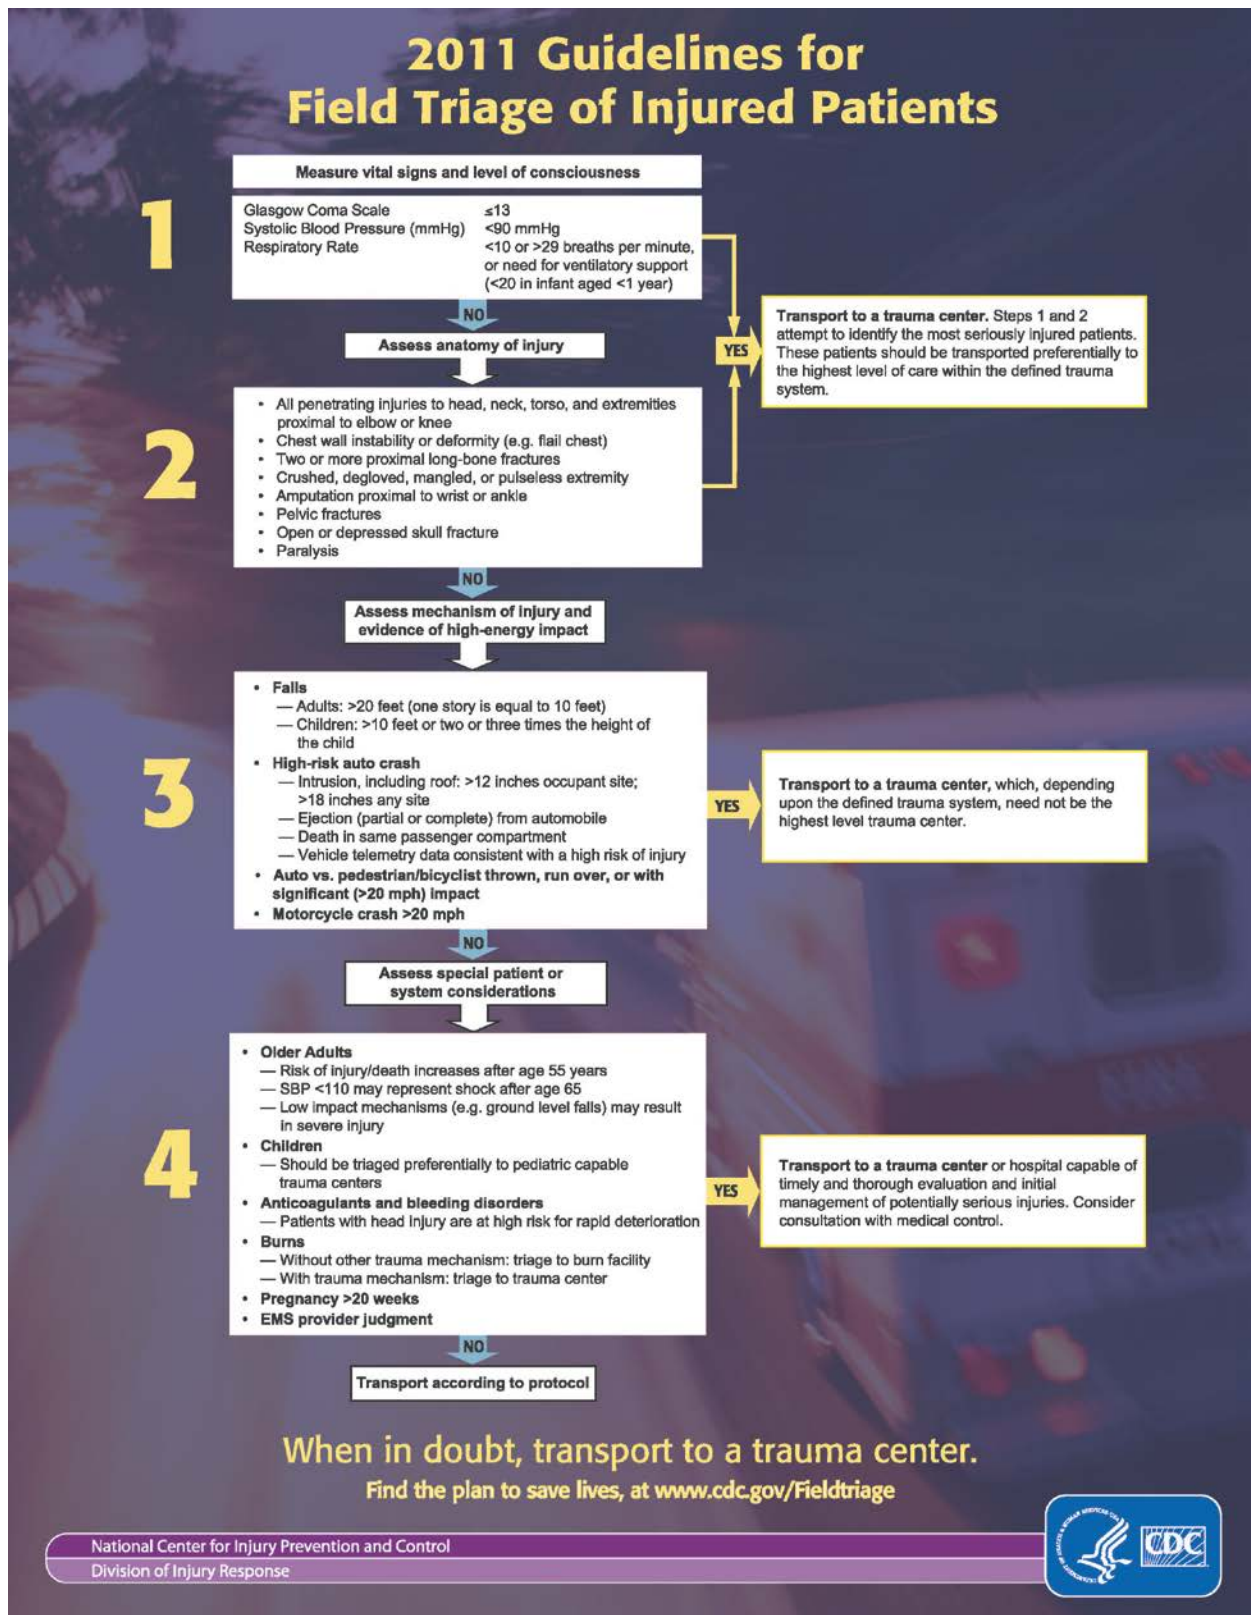 2011 Guidelines for
Field Triage of Injured Patients
Measure vital signs and level of consciousness
1
Glasgow Coma Scale ≤13
Systolic Blood Pressure (mmHg) <90 mmHg
Respiratory Rate <10 or >29 breaths per minute,
or need for ventilatory support
(<20 in infant aged <1 year)
NO
Assess anatomy of injury
YES
Transport to a trauma center. Steps 1 and 2
attempt to identify the most seriously injured patients.
These patients should be transported preferentially to
the highest level of care within the defined trauma
system.
2
• All penetrating injuries to head, neck, torso, and extremities
proximal to elbow or knee
• Chest wall instability or deformity (e.g. flail chest)
• Two or more proximal long-bone fractures
• Crushed, degloved, mangled, or pulseless extremity
• Amputation proximal to wrist or ankle
• Pelvic fractures
• Open or depressed skull fracture
• Paralysis
NO
Assess mechanism of injury and
evidence of high-energy impact
3
• Falls
— Adults: >20 feet (one story is equal to 10 feet)
— Children: >10 feet or two or three times the height of
the child
• High-risk auto crash
— Intrusion, including roof: >12 inches occupant site;
>18 inches any site
— Ejection (partial or complete) from automobile
— Death in same passenger compartment
— Vehicle telemetry data consistent with a high risk of injury
• Auto vs. pedestrian/bicyclist thrown, run over, or with
significant (>20 mph) impact
• Motorcycle crash >20 mph
YES
Transport to a trauma center, which, depending
upon the defined trauma system, need not be the
highest level trauma center.
NO
Assess special patient or
system considerations
4
• Older Adults
— Risk of injury/death increases after age 55 years
— SBP <110 may represent shock after age 65
— Low impact mechanisms (e.g. ground level falls) may result
in severe injury
• Children
— Should be triaged preferentially to pediatric capable
trauma centers
• Anticoagulants and bleeding disorders
— Patients with head injury are at high risk for rapid deterioration
• Burns
— Without other trauma mechanism: triage to burn facility
— With trauma mechanism: triage to trauma center
• Pregnancy >20 weeks
• EMS provider judgment
YES
Transport to a trauma center or hospital capable of
timely and thorough evaluation and initial
management of potentially serious injuries. Consider
consultation with medical control.
NO
Transport according to protocol
When in doubt, transport to a trauma center.
Find the plan to save lives, at www.cdc.gov/Fieldtriage
National Center for Injury Prevention and Control
Division of Injury Response
CDC